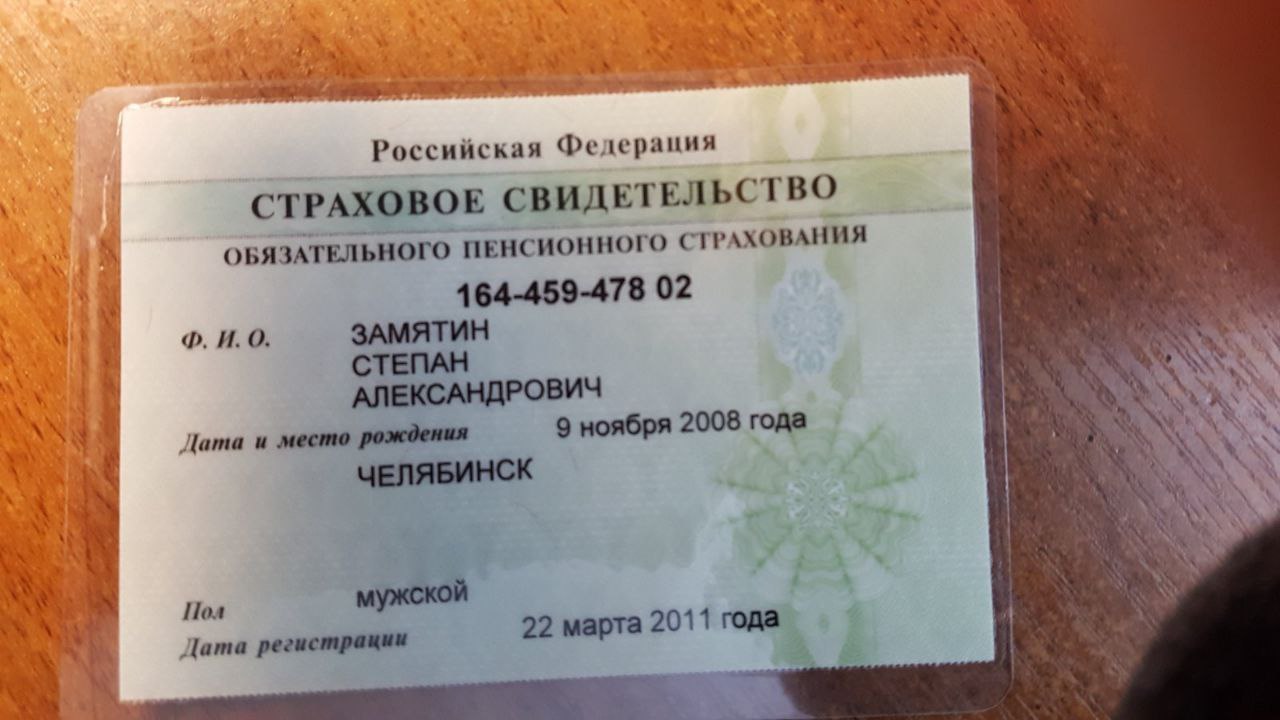 Российская Федерация
СТРАХОВОЕ СВИДЕТЕЛЬСТВО
ОБЯЗАТЕЛЬНОГО ПЕНСИОННОГО СТРАХОВАНИЯ
164-459-478 02
Ф. И. О. ЗАМЯТИН
СТЕПАН
АЛЕКСАНДРОВИЧ
Дата и место рождения 9 ноября 2008 года
ЧЕЛЯБИНСК
Пол мужской
Дата регистрации 22 марта 2011 года